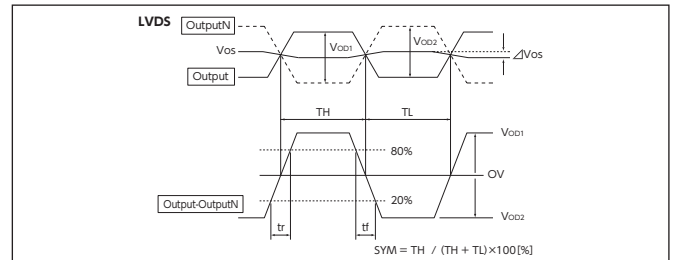 LVDS
OutputN
Vos
VOD1
VOD2
⊿Vos
Output
TH
TL
80%
VOD1
OV
Output-OutputN
20%
VOD2
tr
tf
SYM = TH / (TH + TL)×100[%]